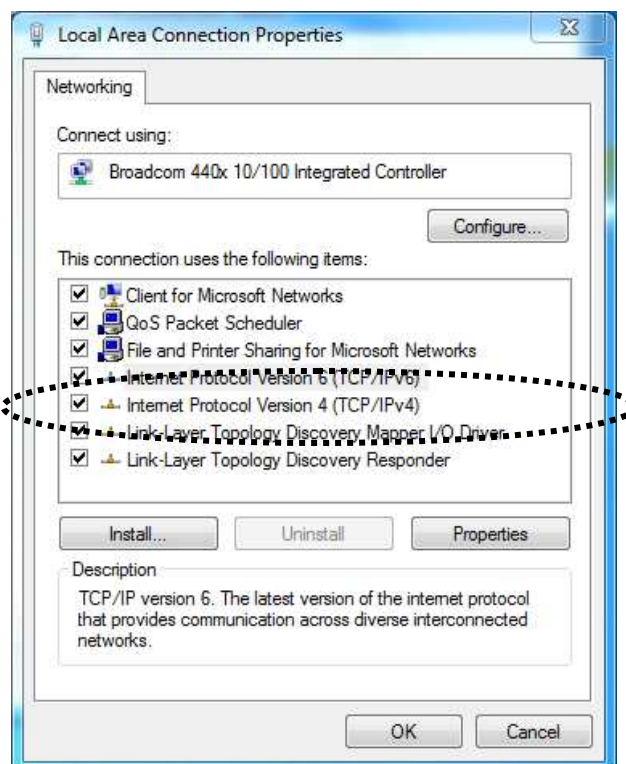 Local Area Connection Properties
Networking
Connect using:
Broadcom 440x 10/100 Integrated Controller
Configure...
This connection uses the following items:
Client for Microsoft Networks
QoS Packet Scheduler
File and Printer Sharing for Microsoft Networks
Internet Protocol Version 6 (TCP/IPv6)
Internet Protocol Version 4 (TCP/IPv4)
Link-Layer Topology Discovery Mapper I/O Driver
Link-Layer Topology Discovery Responder
Install...
Uninstall
Properties
Description
TCP/IP version 6. The latest version of the internet protocol
that provides communication across diverse interconnected
networks.
OK
Cancel